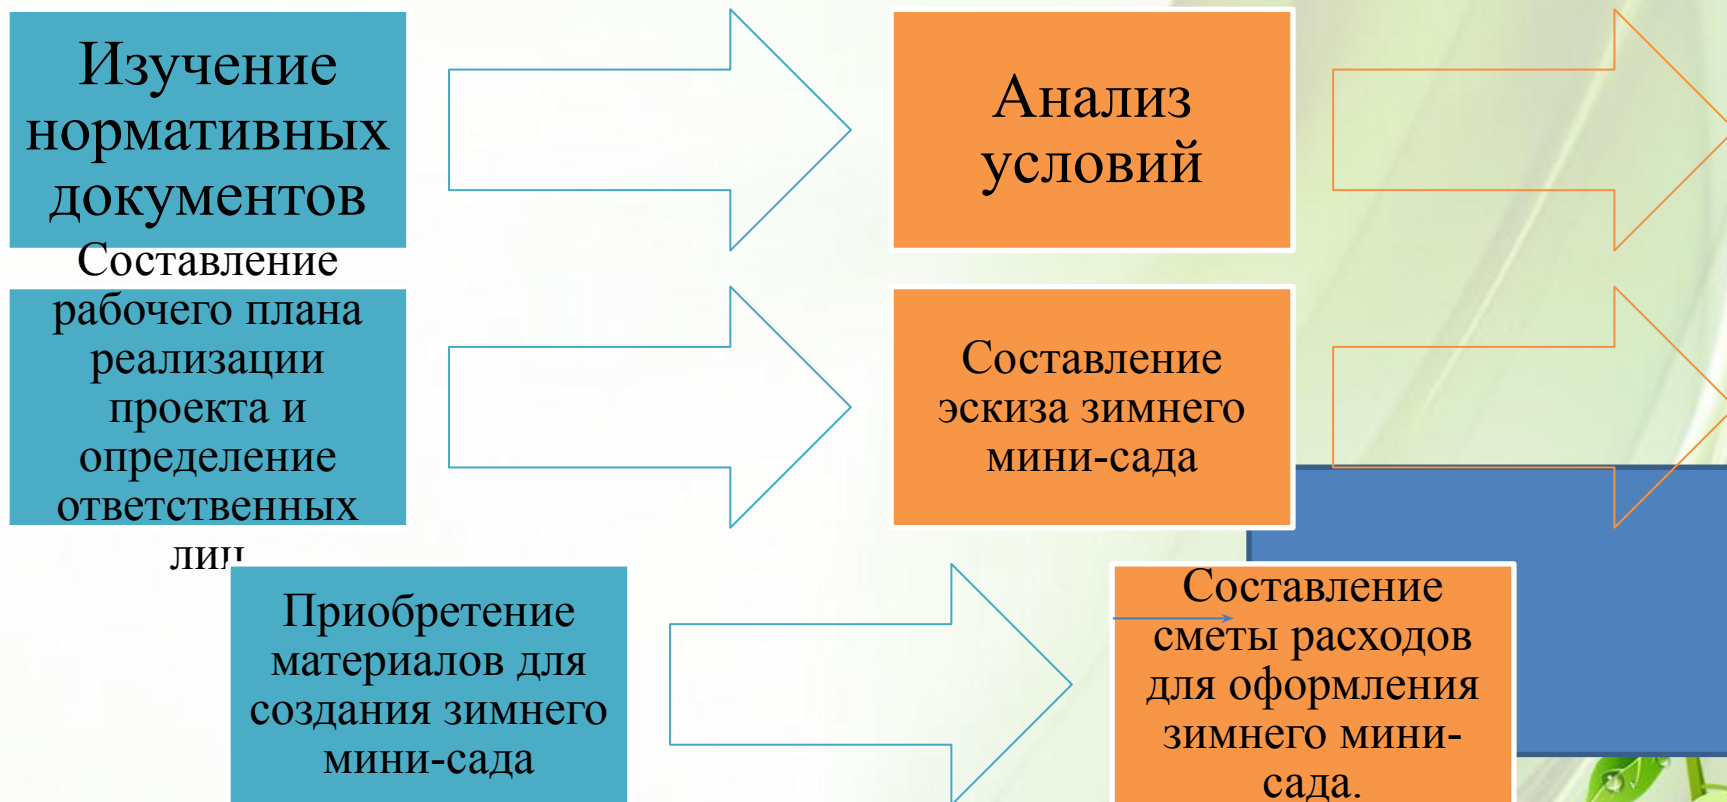 Изучение
нормативных
документов
Анализ
условий
Составление
рабочего плана
реализации
проекта и
определение
ответственных
лиц
Составление
эскиза зимнего
мини-сада
Приобретение
материалов для
создания зимнего
мини-сада
Составление
сметы расходов
для оформления
зимнего мини-
сада.